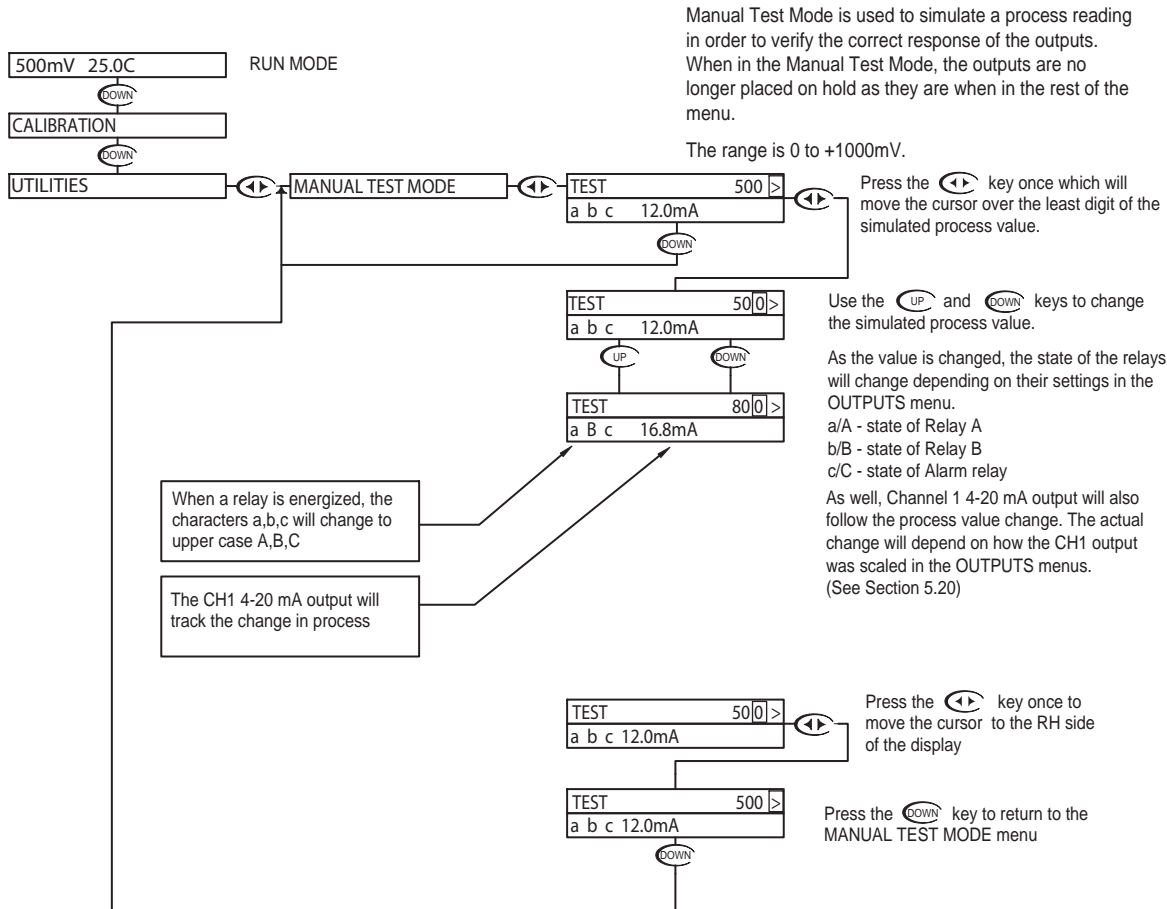 Manual Test Mode is used to simulate a process reading
in order to verify the correct response of the outputs.
When in the Manual Test Mode, the outputs are no
longer placed on hold as they are when in the rest of the
menu.
The range is 0 to +1000mV.
500mV 25.0C
RUN MODE
DOWN
CALIBRATION
DOWN
UTILITIES
MANUAL TEST MODE
TEST 500 >
a b c 12.0mA
DOWN
Press the key once which will
move the cursor over the least digit of the
simulated process value.
TEST 500 >
a b c 12.0mA
UP DOWN
TEST 800 >
a B c 16.8mA
Use the UP and DOWN keys to change
the simulated process value.
As the value is changed, the state of the relays
will change depending on their settings in the
OUTPUTS menu.
a/A - state of Relay A
b/B - state of Relay B
c/C - state of Alarm relay
As well, Channel 1 4-20 mA output will also
follow the process value change. The actual
change will depend on how the CH1 output
was scaled in the OUTPUTS menus.
(See Section 5.20)
When a relay is energized, the
characters a,b,c will change to
upper case A,B,C
The CH1 4-20 mA output will
track the change in process
TEST 500 >
a b c 12.0mA
Press the key once to
move the cursor to the RH side
of the display
TEST 500 >
a b c 12.0mA
DOWN
Press the DOWN key to return to the
MANUAL TEST MODE menu